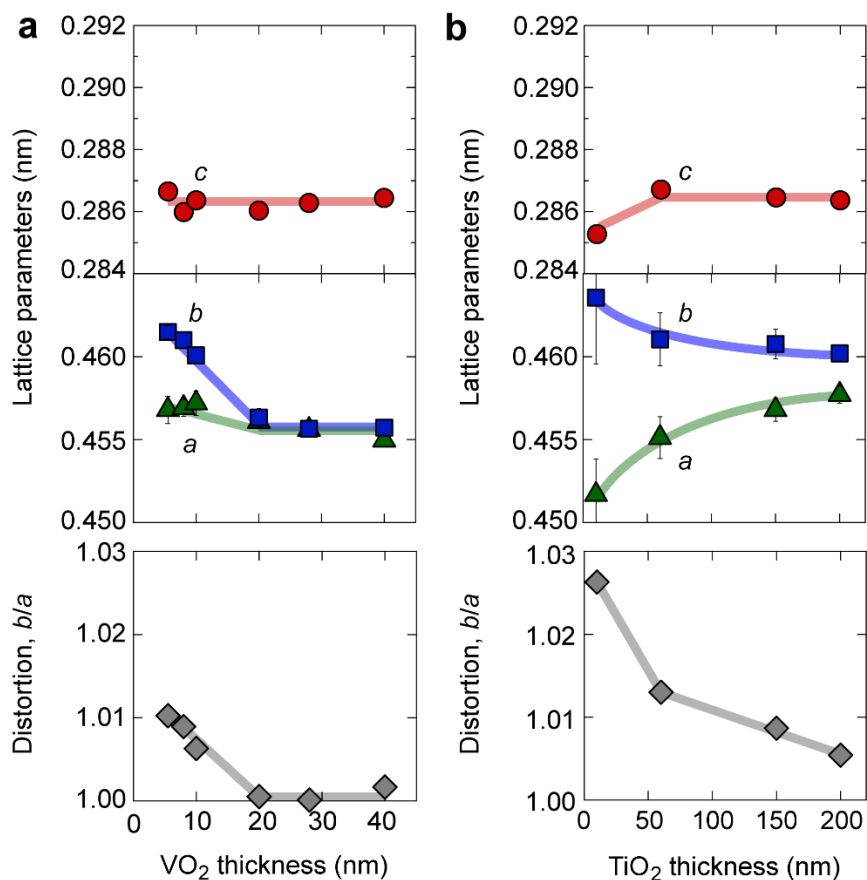 a
0.292
0.290
0.288
0.286
0.284
c
Lattice parameters (nm)
0.460
0.455
0.450
b
a
1.03
1.02
1.01
1.00
Distortion, b/a
0 10 20 30 40
VO₂ thickness (nm)
b
0.292
0.290
0.288
0.286
0.284
c
Lattice parameters (nm)
0.460
0.455
0.450
b
a
1.03
1.02
1.01
1.00
Distortion, b/a
0 50 100 150 200
TiO₂ thickness (nm)